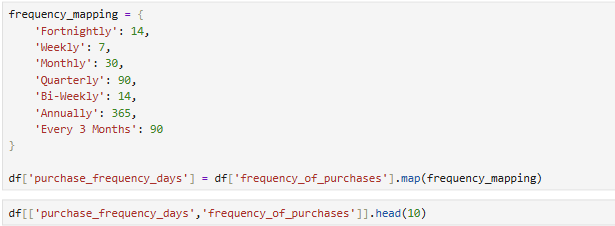 frequency_mapping = {
    'Fortnightly': 14,
    'Weekly': 7,
    'Monthly': 30,
    'Quarterly': 90,
    'Bi-Weekly': 14,
    'Annually': 365,
    'Every 3 Months': 90
}
df['purchase_frequency_days'] = df['frequency_of_purchases'].map(frequency_mapping)
df[['purchase_frequency_days','frequency_of_purchases']].head(10)